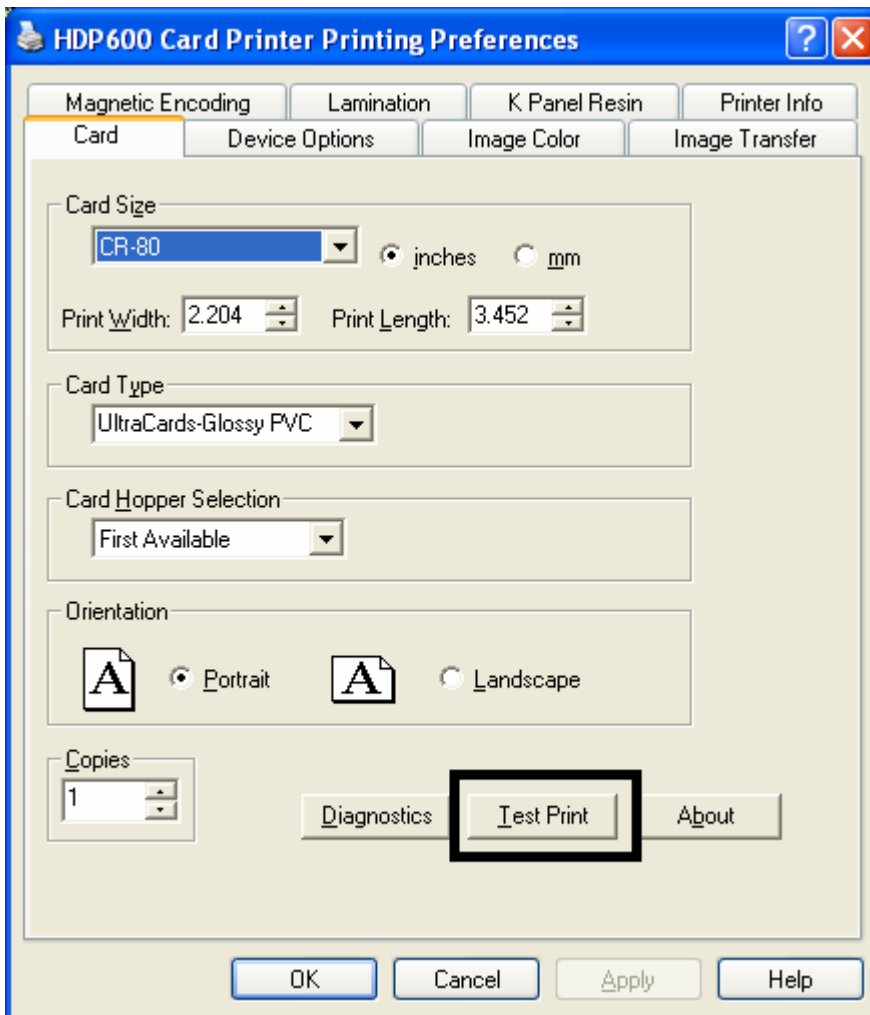 HDP600 Card Printer Printing Preferences
Magnetic Encoding Lamination K Panel Resin Printer Info
Card Device Options Image Color Image Transfer
Card Size
CR-80 inches mm
Print Width: 2.204 Print Length: 3.452
Card Type
UltraCards-Glossy PVC
Card Hopper Selection
First Available
Orientation
A Portrait A Landscape
Copies
1
Diagnostics Test Print About
OK Cancel Apply Help